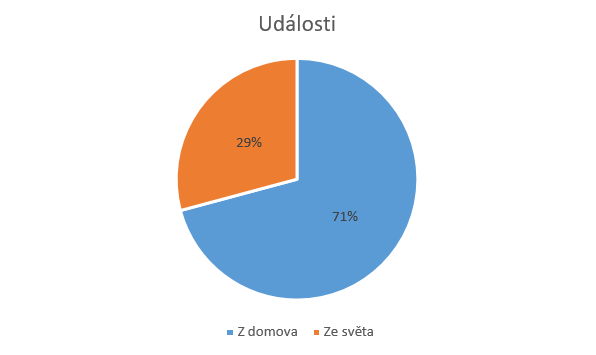 Události
29%
71%
Z domova Ze světa